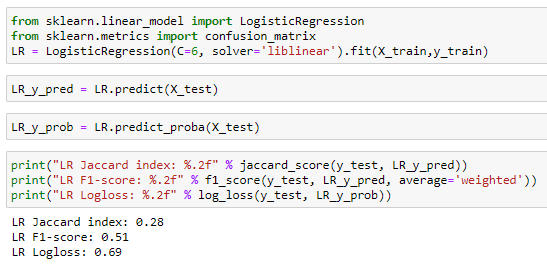 from sklearn.linear_model import LogisticRegression
from sklearn.metrics import confusion_matrix
LR = LogisticRegression(C=6, solver='liblinear').fit(X_train,y_train)
LR_y_pred = LR.predict(X_test)
LR_y_prob = LR.predict_proba(X_test)
print("LR Jaccard index: %.2f" % jaccard_score(y_test, LR_y_pred))
print("LR F1-score: %.2f" % f1_score(y_test, LR_y_pred, average='weighted'))
print("LR Logloss: %.2f" % log_loss(y_test, LR_y_prob))
LR Jaccard index: 0.28
LR F1-score: 0.51
LR Logloss: 0.69